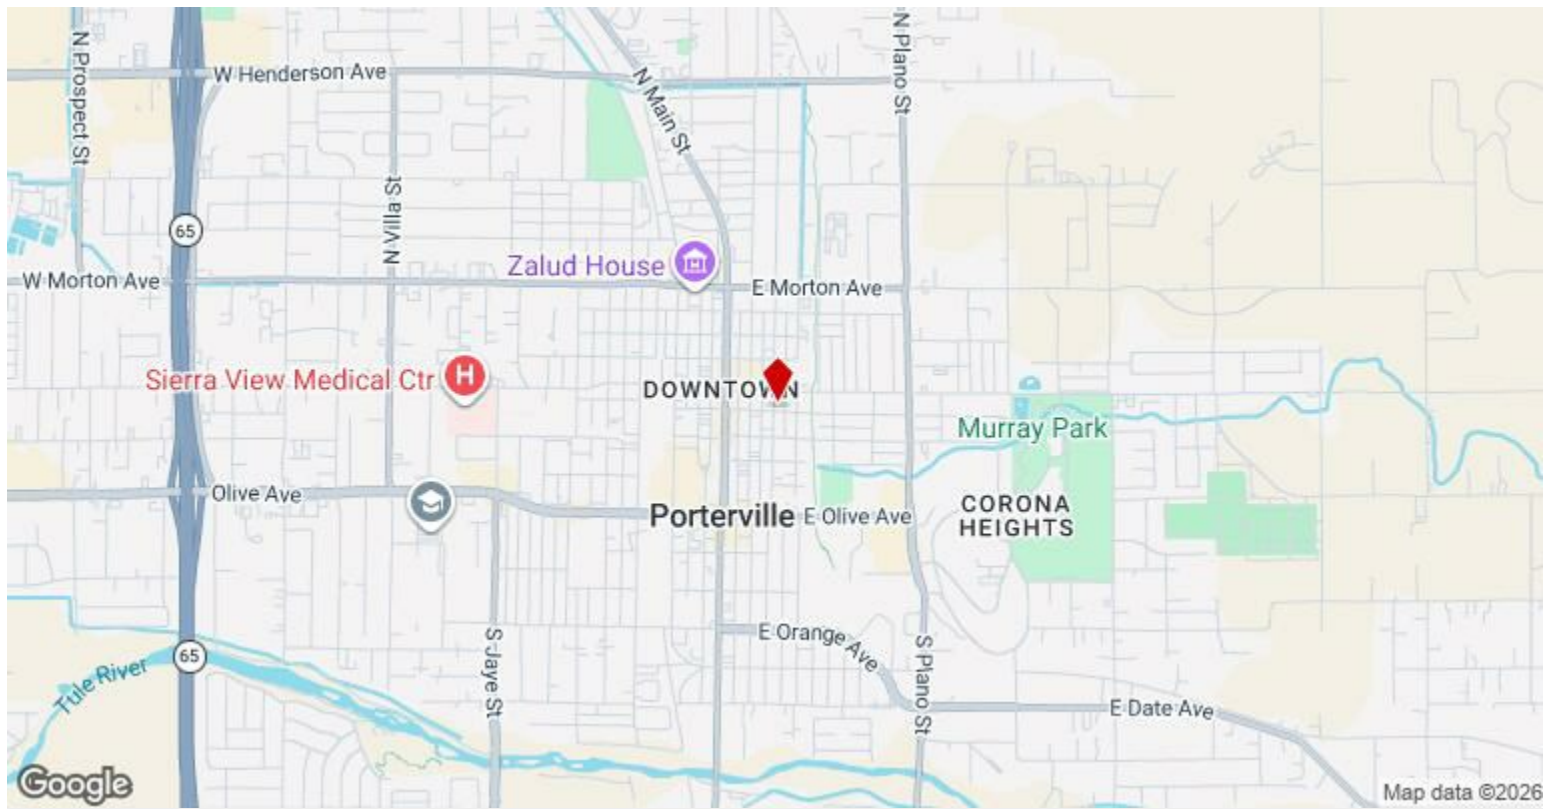 N Prospect St
W Henderson Ave
N Main St
N Plano St
N Villa St
65
Zalud House
W Morton Ave
E Morton Ave
Sierra View Medical Ctr
H
DOWNTOWN
Murray Park
Olive Ave
Porterville
E Olive Ave
CORONA
HEIGHTS
E Orange Ave
S Jaye St
S Plano St
65
Tule River
E Date Ave
Google
Map data ©2026